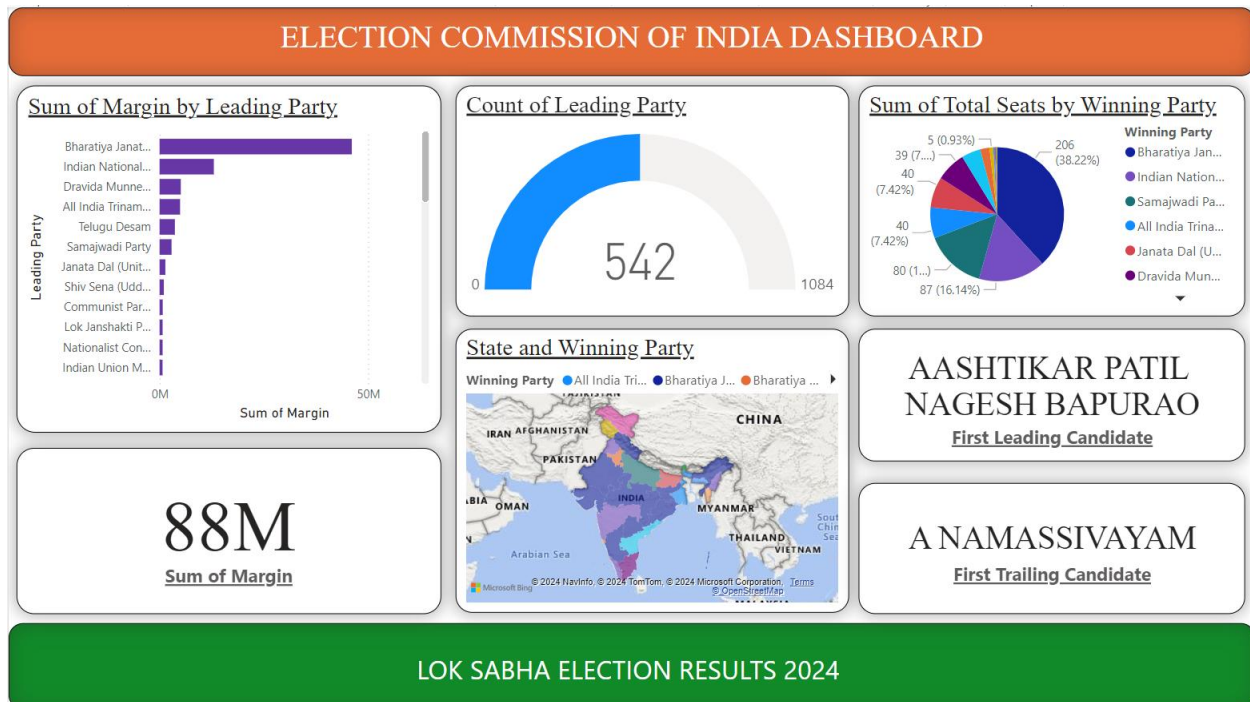 ELECTION COMMISSION OF INDIA DASHBOARD
Sum of Margin by Leading Party
Leading Party
Bharatiya Janat...
Indian National...
Dravida Munne...
All India Trinam...
Telugu Desam
Samajwadi Party
Janata Dal (Unit...
Shiv Sena (Udd...
Communist Par...
Lok Janshakti P...
Nationalist Con...
Indian Union M...
0M 50M
Sum of Margin
Count of Leading Party
542
0 1084
Sum of Total Seats by Winning Party
5 (0.93%)
39 (7....)
40
(7.42%)
40
(7.42%)
80 (1...)
87 (16.14%)
206
(38.22%)
Winning Party
Bharatiya Jan...
Indian Nation...
Samajwadi Pa...
All India Trina...
Janata Dal (U...
Dravida Mun...
State and Winning Party
Winning Party All India Tri... Bharatiya J... Bharatiya ...
CHINA
IRAN AFGHANISTAN
PAKISTAN
OMAN
INDIA
MYANMAR
THAILAND
VIETNAM
Arabian Sea
Microsoft Bing
© 2024 NavInfo, © 2024 TomTom, © 2024 Microsoft Corporation, Terms
© OpenStreetMap
AASHTIKAR PATIL
NAGESH BAPURAO
First Leading Candidate
88M
Sum of Margin
A NAMASSIVAYAM
First Trailing Candidate
LOK SABHA ELECTION RESULTS 2024